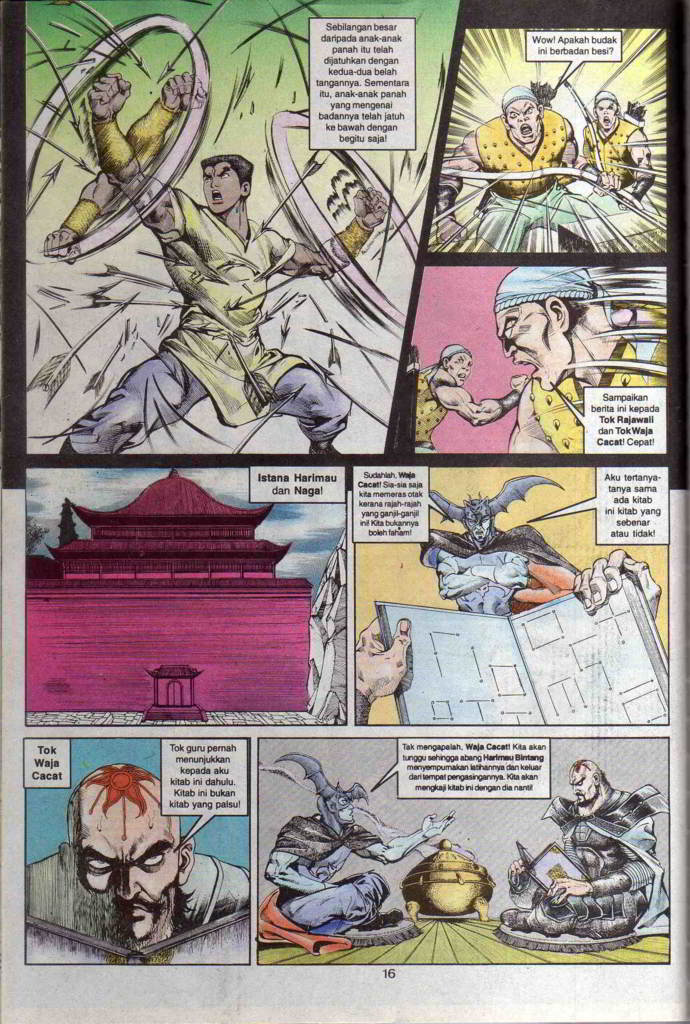 Sebilangan besar
daripada anak-anak
panah itu telah
dijatuhkan dengan
kedua-dua belah
tangannya. Sementara
itu, anak-anak panah
yang mengenai
badannya telah jatuh
ke bawah dengan
begitu saja!
Wow! Apakah budak
ini berbadan besi?
Sampaikan
berita ini kepada
Tok Rajawali
dan Tok Waja
Cacat! Cepat!
Istana Harimau
dan Naga!
Sudahlah, Waja
Cacat! Sia-sia saja
kita memeras otak
kerana rajah-rajah
yang ganjil-ganjil
ini! Kita bukannya
boleh faham!
Aku tertanya-
tanya sama
ada kitab
ini kitab yang
sebenar
atau tidak!
Tok
Waja
Cacat
Tok guru pernah
menunjukkan
kepada aku
kitab ini dahulu.
Kitab ini bukan
kitab yang palsu!
Tak mengapalah, Waja Cacat! Kita akan
tunggu sehingga abang Harimau Bintang
menyempurnakan latihannya dan keluar
dari tempat pengasingannya. Kita akan
mengkaji kitab ini dengan dia nanti!
16